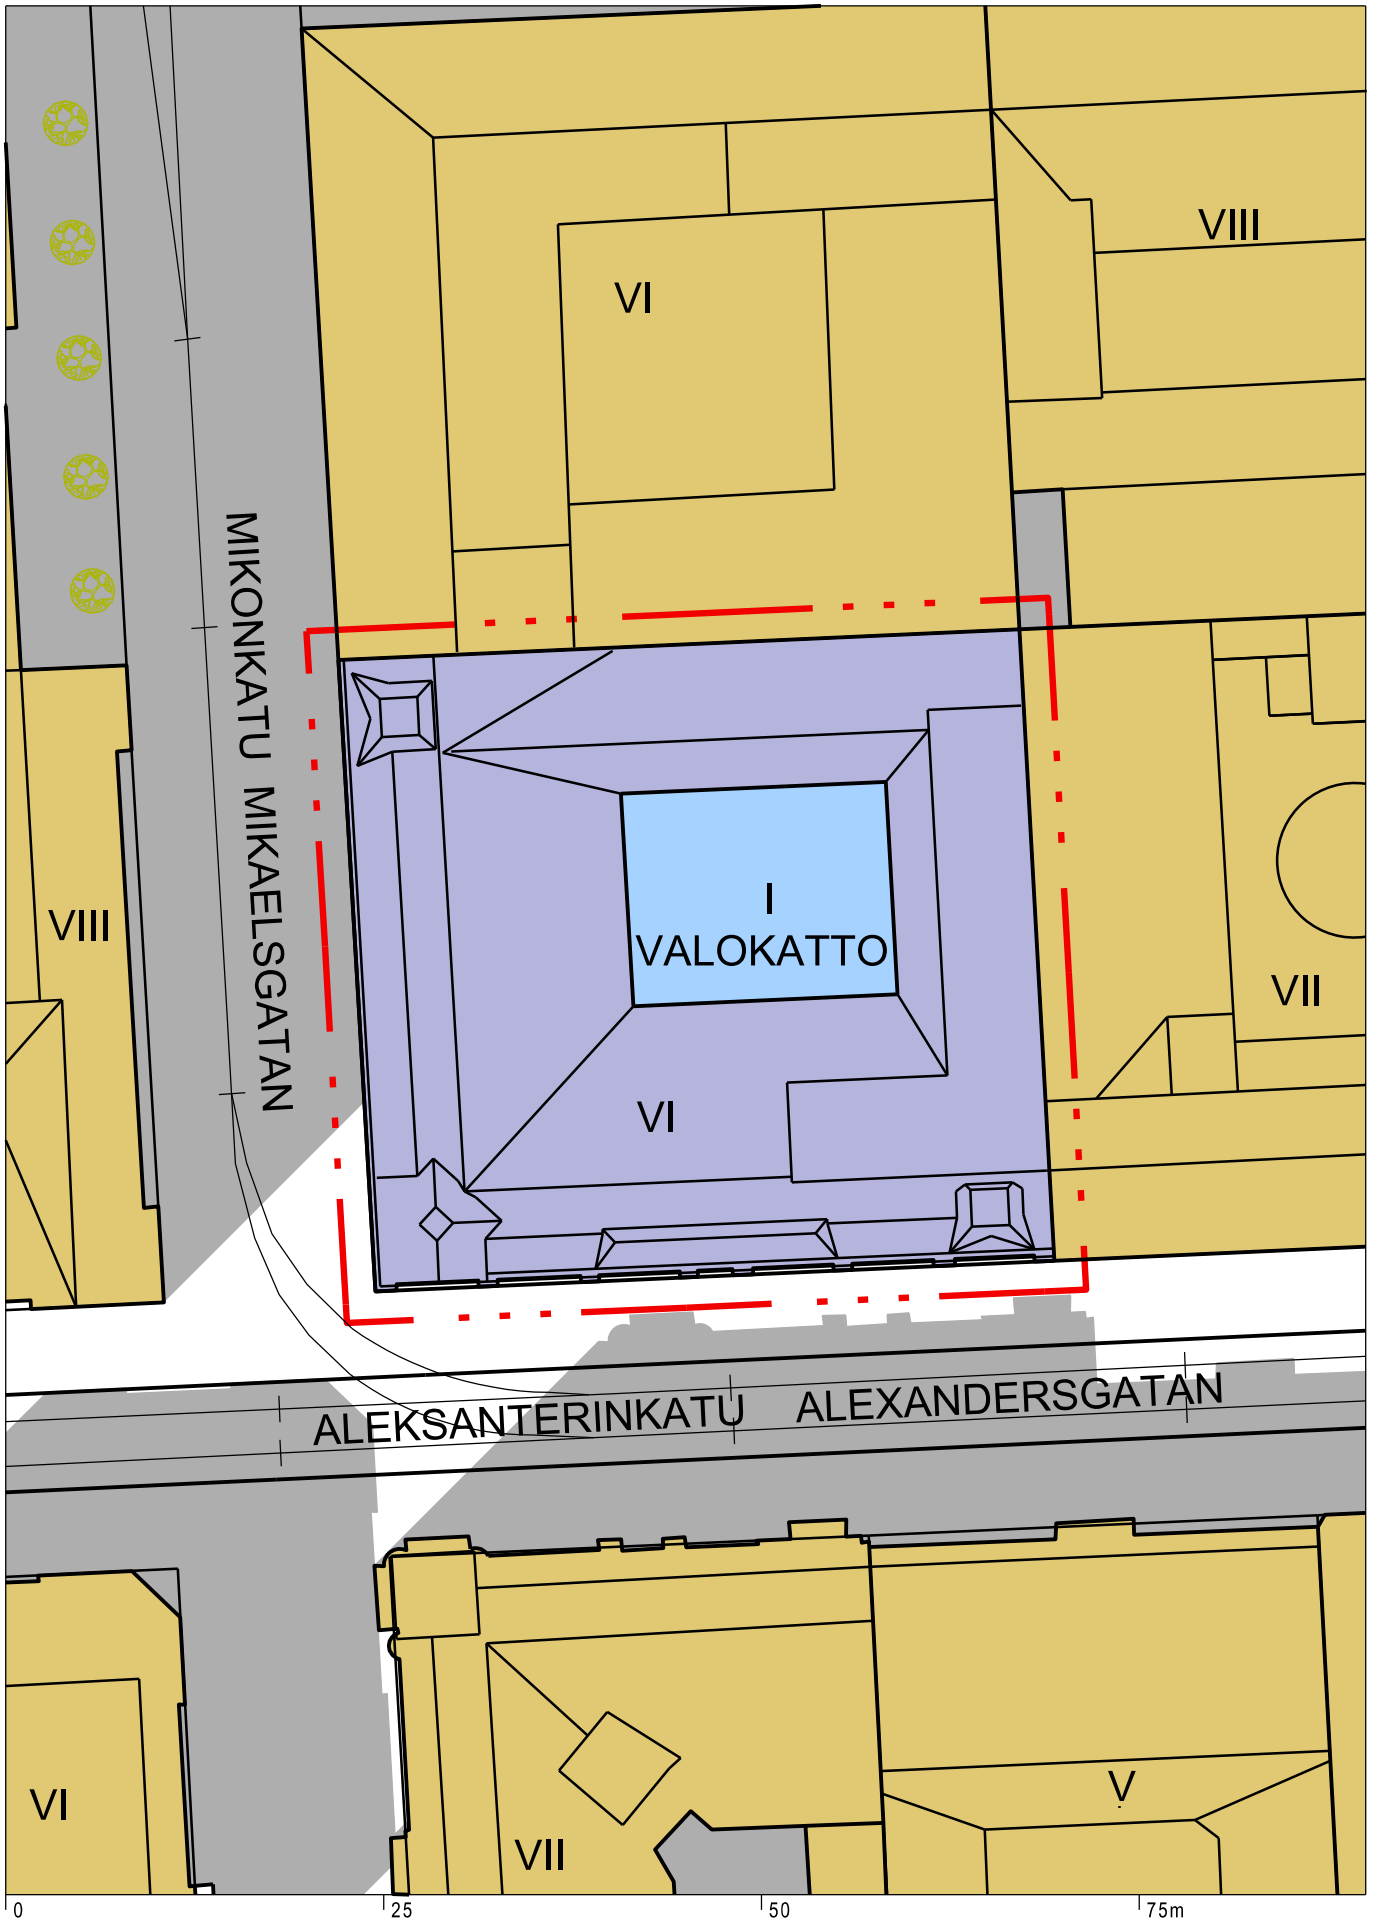 VIII
VI
MIKONKATU MIKAELSGATAN
VIII
I
VALOKATTO
VII
VI
ALEKSANTERINKATU ALEXANDERSGATAN
VI
VII
V
0 25 50 75m